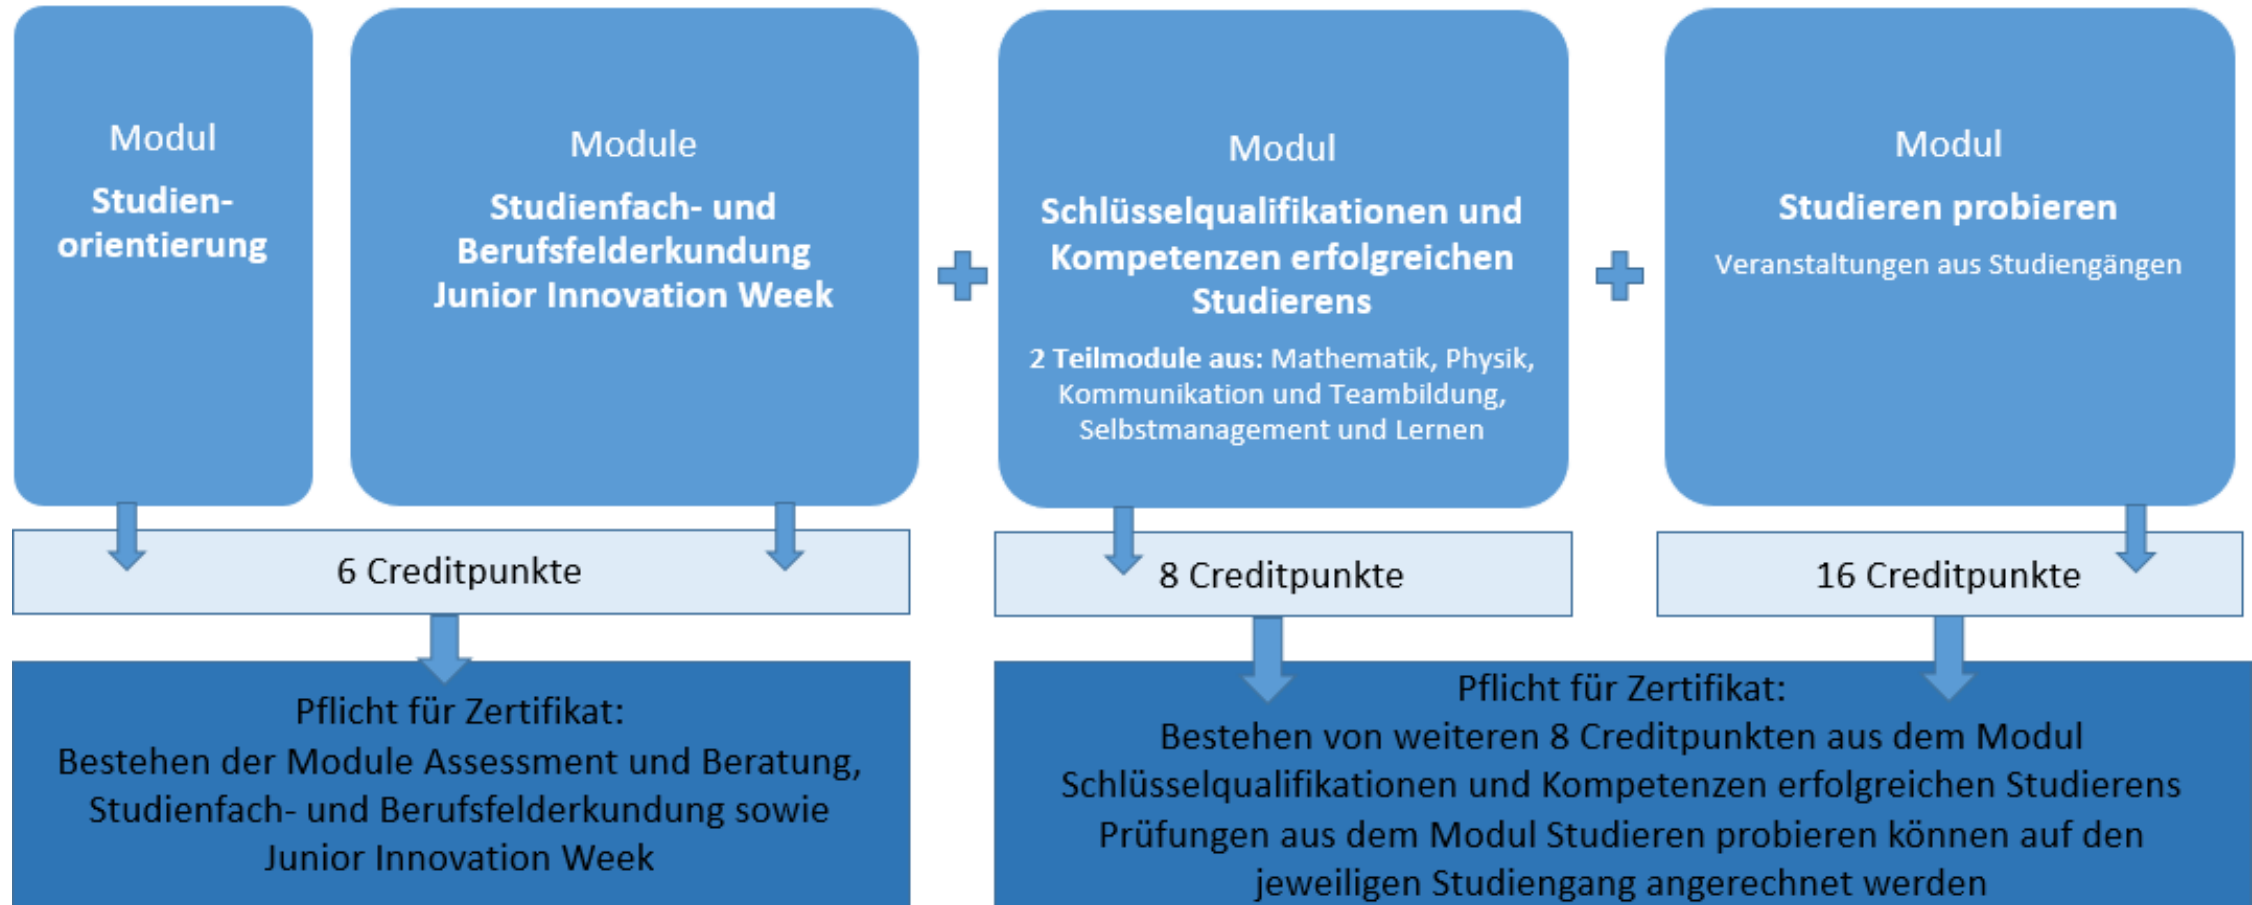 Modul
Studien-
orientierung
Module
Studienfach- und
Berufsfelderkundung
Junior Innovation Week
Modul
Schlüsselqualifikationen und
Kompetenzen erfolgreichen
Studierens
2 Teilmodule aus: Mathematik, Physik,
Kommunikation und Teambildung,
Selbstmanagement und Lernen
Modul
Studieren probieren
Veranstaltungen aus Studiengängen
6 Creditpunkte
8 Creditpunkte
16 Creditpunkte
Pflicht für Zertifikat:
Bestehen der Module Assessment und Beratung,
Studienfach- und Berufsfelderkundung sowie
Junior Innovation Week
Pflicht für Zertifikat:
Bestehen von weiteren 8 Creditpunkten aus dem Modul
Schlüsselqualifikationen und Kompetenzen erfolgreichen Studierens
Prüfungen aus dem Modul Studieren probieren können auf den
jeweiligen Studiengang angerechnet werden